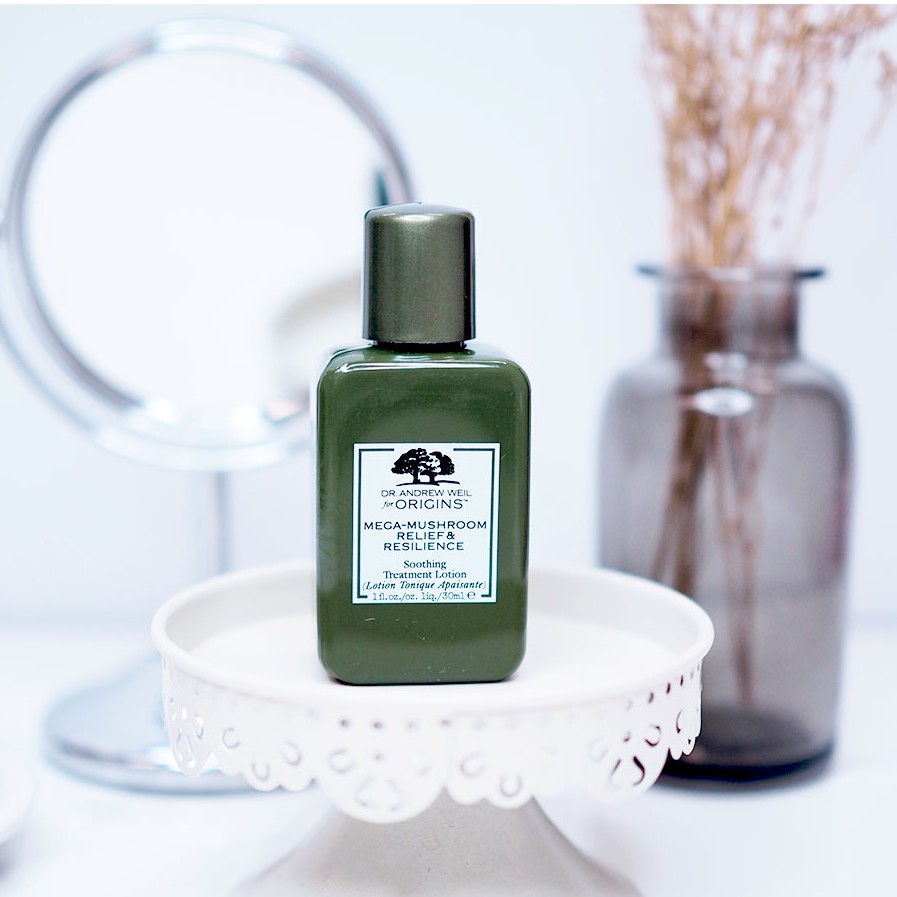 DR. ANDREW WEIL
for ORIGINS™
MEGA-MUSHROOM
RELIEF &
RESILIENCE
Soothing
Treatment Lotion
(Lotion Tonique Apaisante)
1 fl.oz./oz. liq./30ml ℮